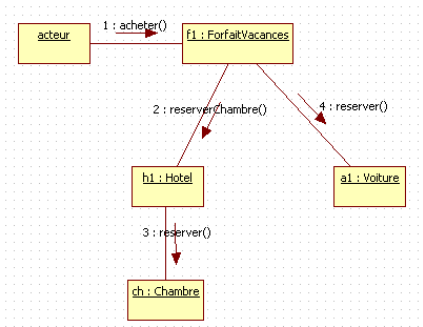 1 : acheter()
acteur
f1 : ForfaitVacances
2 : reserverChambre()
4 : reserver()
h1 : Hotel
a1 : Voiture
3 : reserver()
ch : Chambre